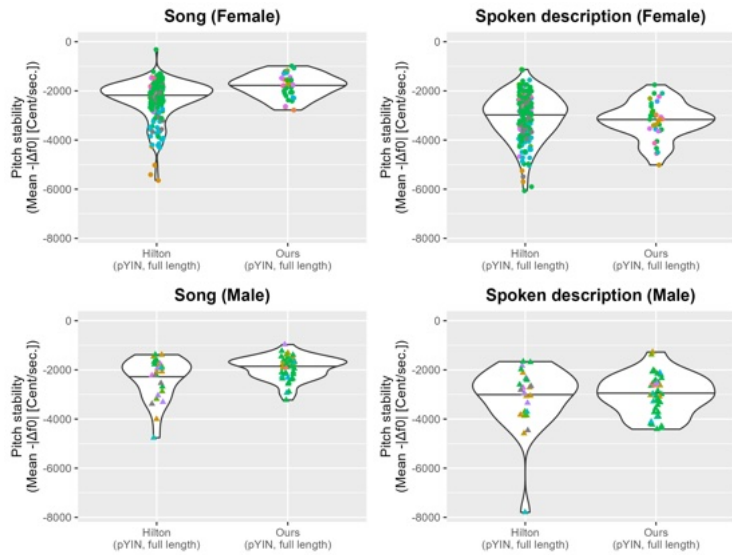 Song (Female)
Spoken description (Female)
Pitch stability
(Mean -|Δf0| [Cent/sec.])
0
-2000
-4000
-6000
-8000
Hilton
(pYIN, full length)
Ours
(pYIN, full length)
Pitch stability
(Mean -|Δf0| [Cent/sec.])
0
-2000
-4000
-6000
-8000
Hilton
(pYIN, full length)
Ours
(pYIN, full length)
Song (Male)
Spoken description (Male)
Pitch stability
(Mean -|Δf0| [Cent/sec.])
0
-2000
-4000
-6000
-8000
Hilton
(pYIN, full length)
Ours
(pYIN, full length)
Pitch stability
(Mean -|Δf0| [Cent/sec.])
0
-2000
-4000
-6000
-8000
Hilton
(pYIN, full length)
Ours
(pYIN, full length)